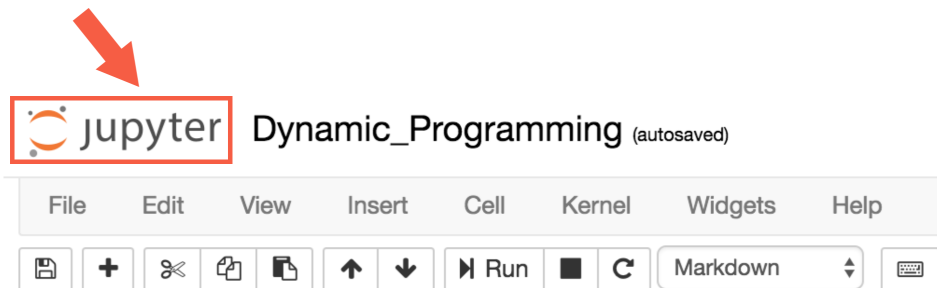 jupyter Dynamic_Programming (autosaved)
File Edit View Insert Cell Kernel Widgets Help
Run Markdown